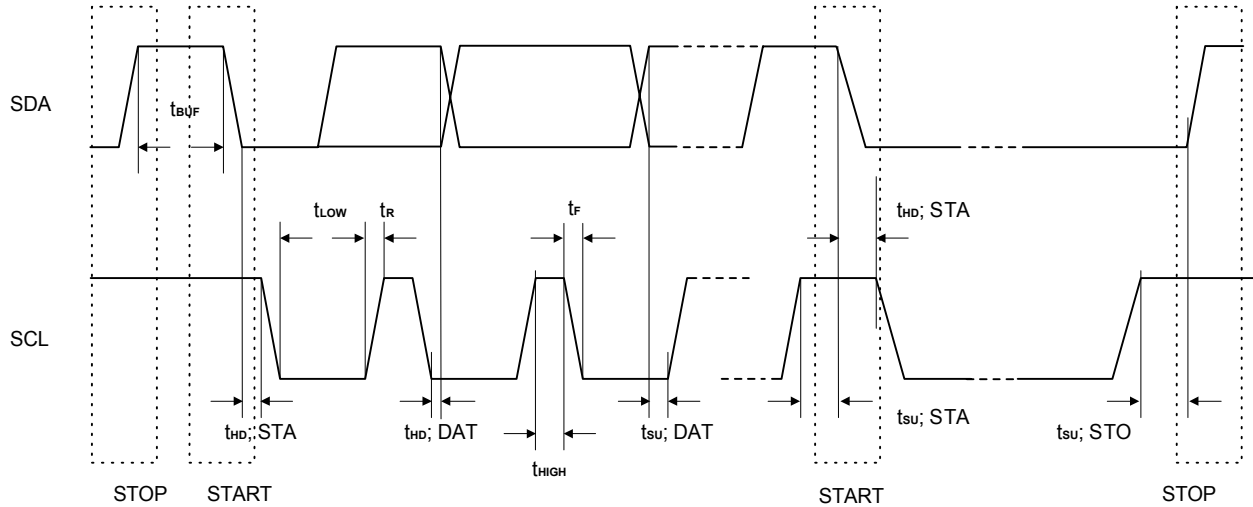 SDA
tBUF
tLOW
tR
tF
tHD; STA
SCL
tHD; STA
tHD; DAT
tSU; DAT
tSU; STA
tSU; STO
tHIGH
STOP
START
START
STOP